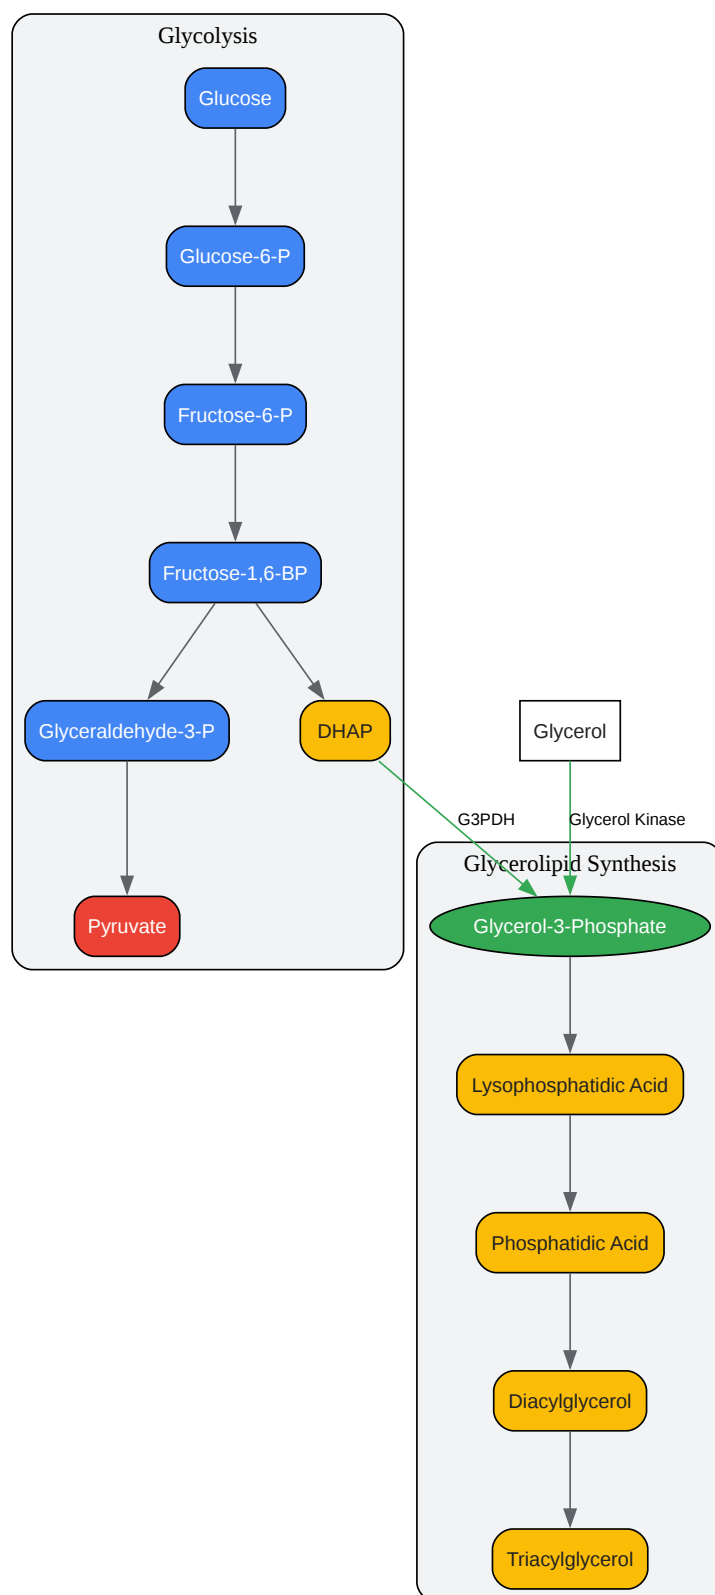 Glycolysis
Glucose
Glucose-6-P
Fructose-6-P
Fructose-1,6-BP
Glyceraldehyde-3-P
DHAP
Glycerol
G3PDH
Glycerol Kinase
Glycerolipid Synthesis
Pyruvate
Glycerol-3-Phosphate
Lysophosphatidic Acid
Phosphatidic Acid
Diacylglycerol
Triacylglycerol